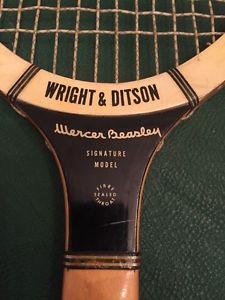 WRIGHT & DITSON
Mercer Beasley
SIGNATURE
MODEL
FIBRE
SEALED
THROAT